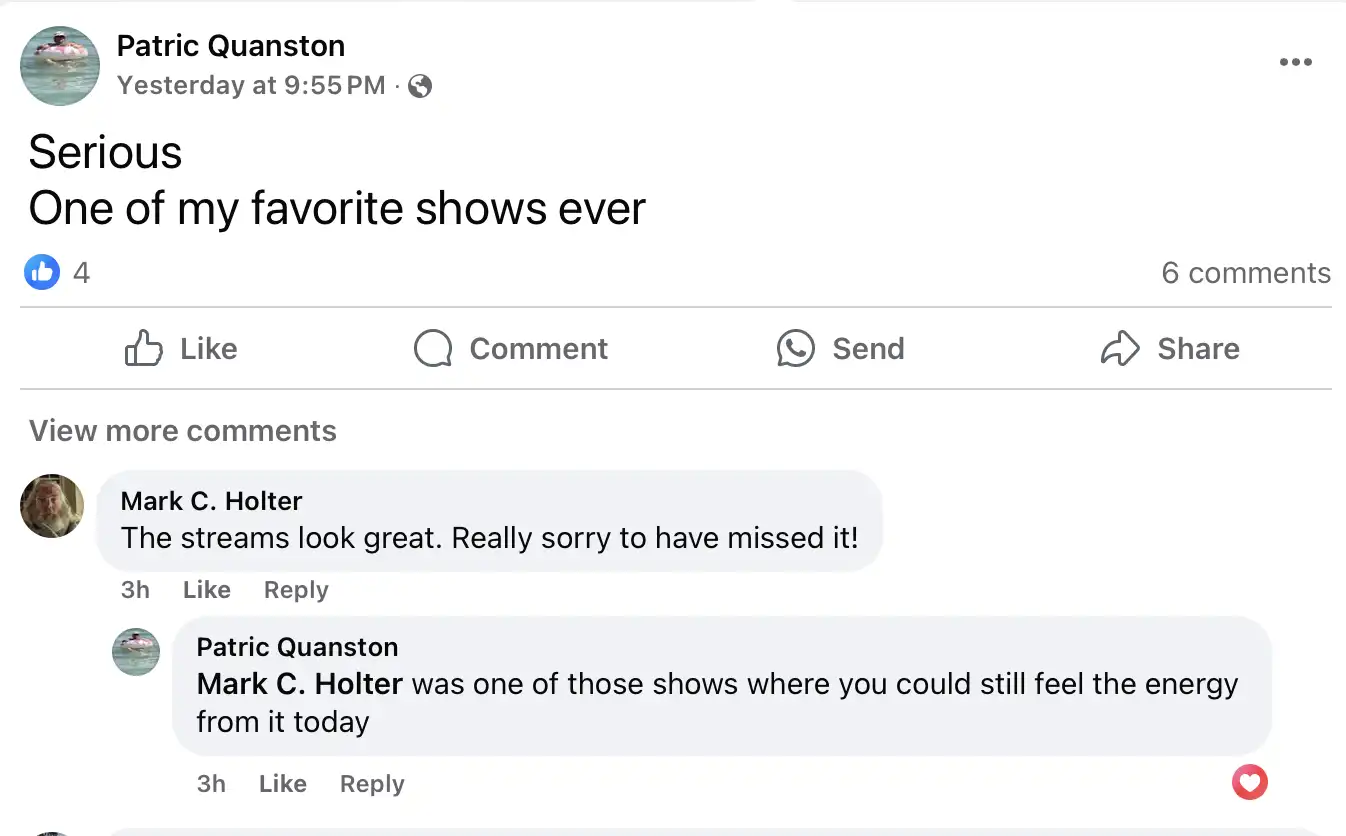 Patric Quanston
Yesterday at 9:55 PM ·
Serious
One of my favorite shows ever
4
6 comments
Like
Comment
Send
Share
View more comments
Mark C. Holter
The streams look great. Really sorry to have missed it!
3h Like Reply
Patric Quanston
Mark C. Holter was one of those shows where you could still feel the energy
from it today
3h Like Reply